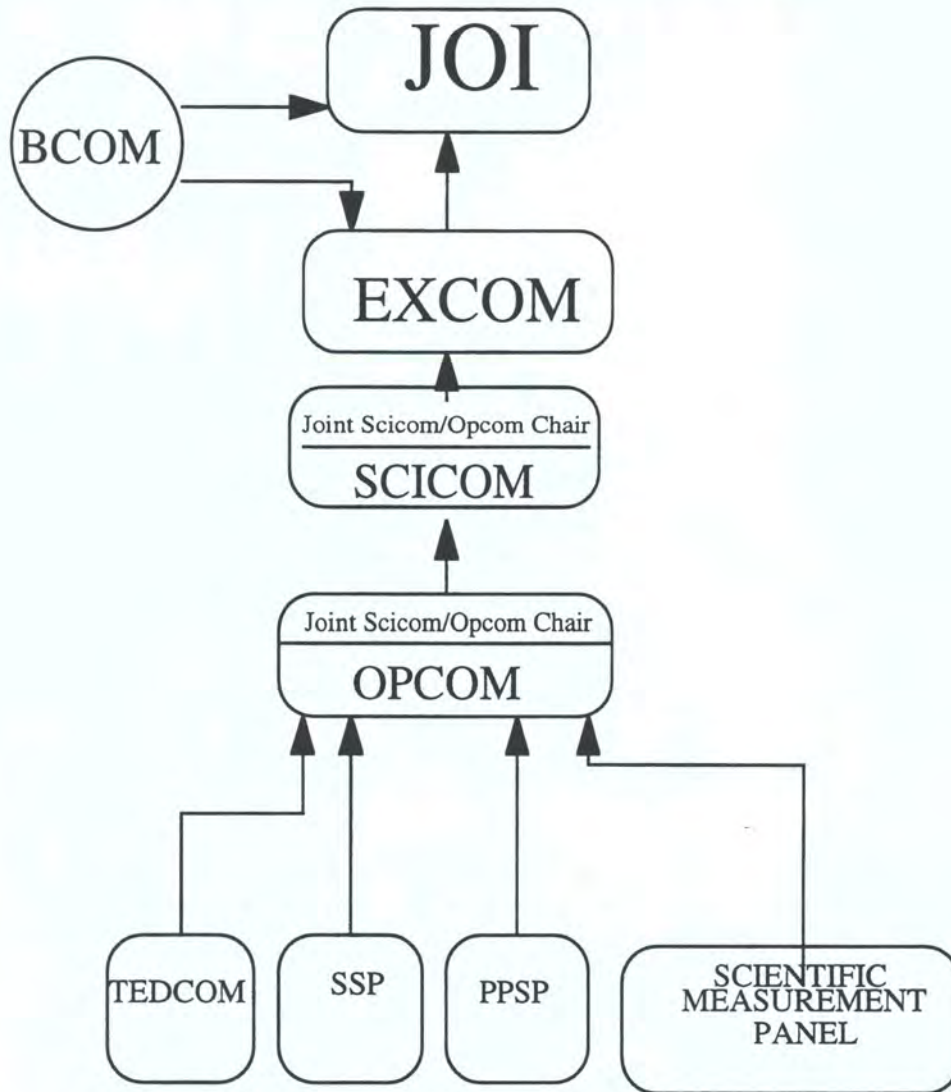 JOI
BCOM
EXCOM
Joint Scicom/Opcom Chair
SCICOM
Joint Scicom/Opcom Chair
OPCOM
TEDCOM
SSP
PPSP
SCIENTIFIC
MEASUREMENT
PANEL